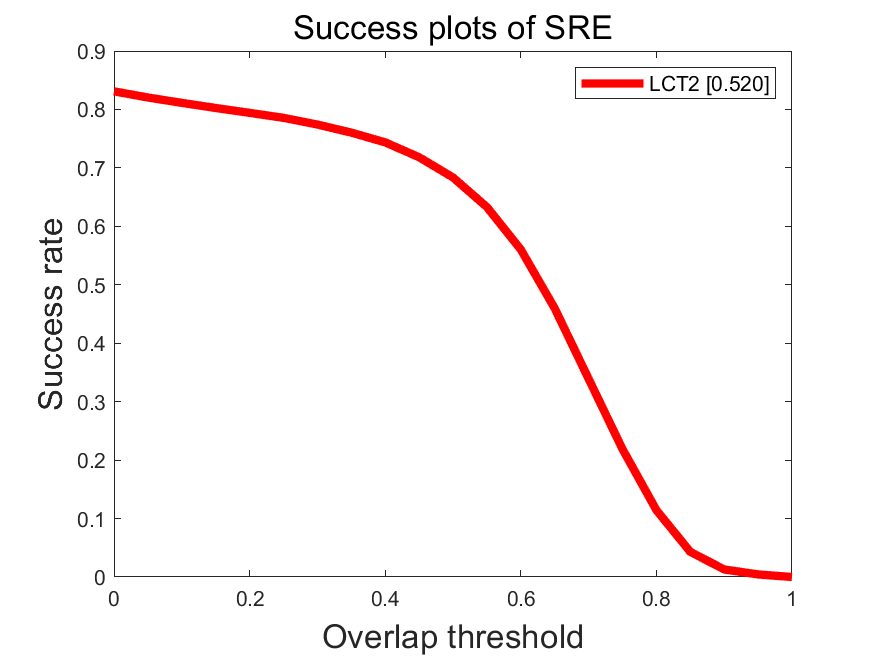 Success plots of SRE
LCT2 [0.520]
0.9
0.8
0.7
0.6
0.5
0.4
0.3
0.2
0.1
0
Success rate
0 0.2 0.4 0.6 0.8 1
Overlap threshold